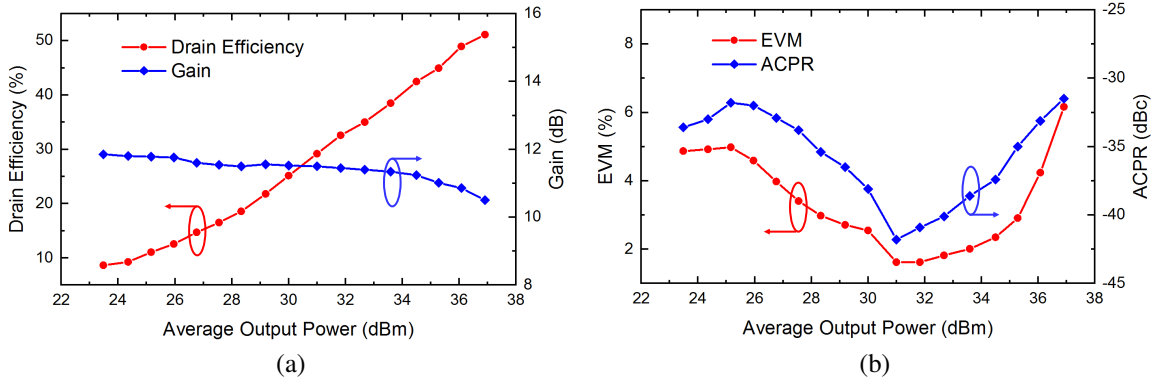 Drain Efficiency (%)
50
40
30
20
10
Drain Efficiency
Gain
16
14
12
10
8
Gain (dB)
22 24 26 28 30 32 34 36 38
Average Output Power (dBm)
(a)
EVM (%)
8
6
4
2
EVM
ACPR
-25
-30
-35
-40
-45
ACPR (dBc)
22 24 26 28 30 32 34 36 38
Average Output Power (dBm)
(b)